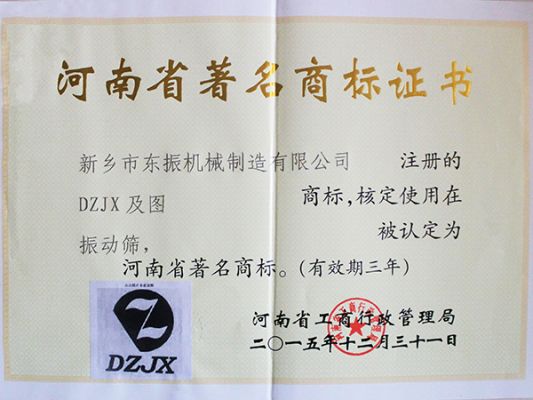 河南省著名商标证书
新乡市东振机械制造有限公司 注册的
DZJX 及图 商标,核定使用在
振动筛, 被认定为
河南省著名商标。(有效期三年)
DZJX
河南省工商行政管理局
二〇一五年十二月三十一日